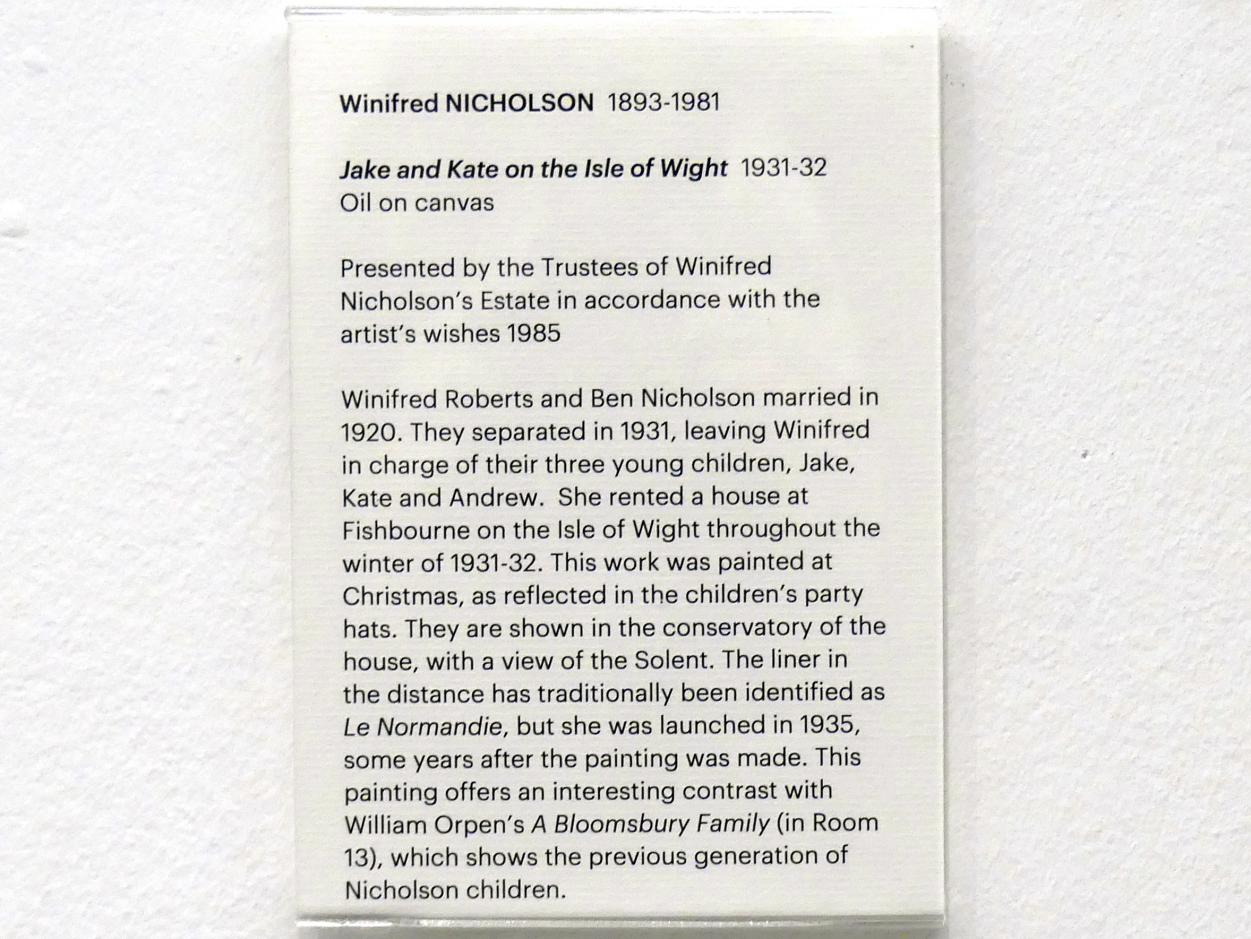 Winifred NICHOLSON 1893-1981
Jake and Kate on the Isle of Wight 1931-32
Oil on canvas
Presented by the Trustees of Winifred
Nicholson's Estate in accordance with the
artist's wishes 1985
Winifred Roberts and Ben Nicholson married in
1920. They separated in 1931, leaving Winifred
in charge of their three young children, Jake,
Kate and Andrew.  She rented a house at
Fishbourne on the Isle of Wight throughout the
winter of 1931-32. This work was painted at
Christmas, as reflected in the children's party
hats. They are shown in the conservatory of the
house, with a view of the Solent. The liner in
the distance has traditionally been identified as
Le Normandie, but she was launched in 1935,
some years after the painting was made. This
painting offers an interesting contrast with
William Orpen's A Bloomsbury Family (in Room
13), which shows the previous generation of
Nicholson children.